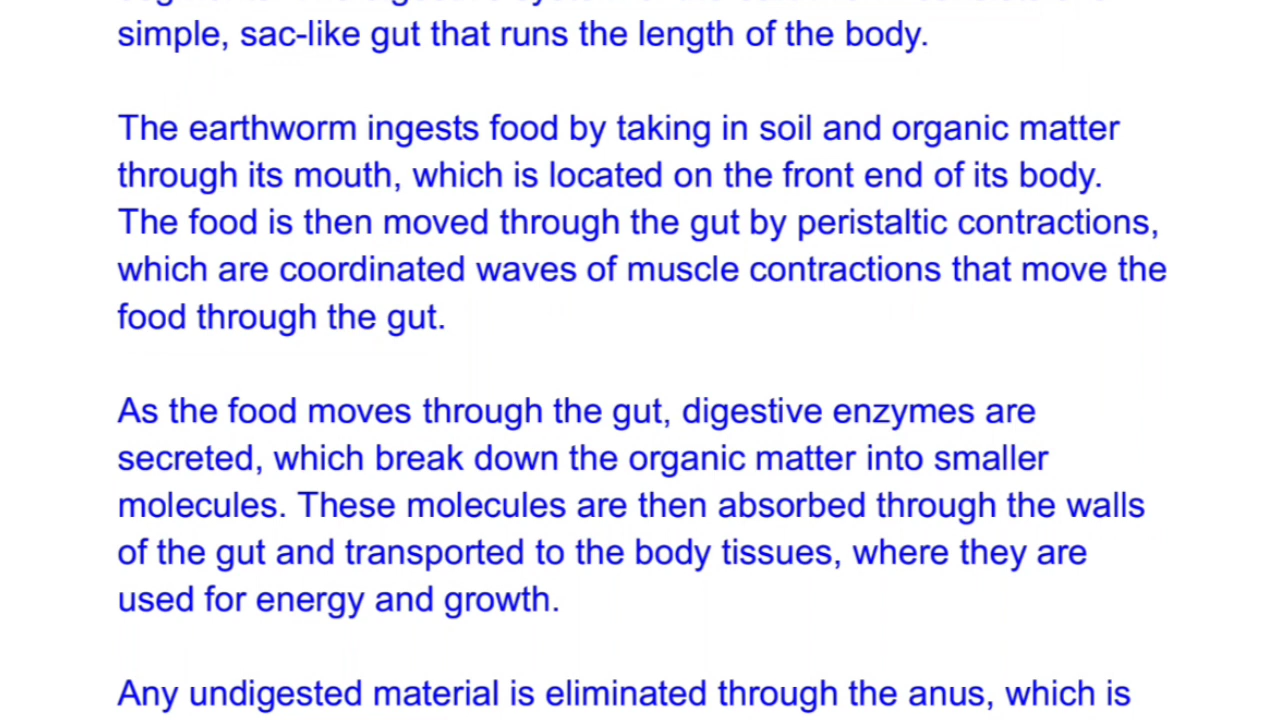 simple, sac-like gut that runs the length of the body.
The earthworm ingests food by taking in soil and organic matter
through its mouth, which is located on the front end of its body.
The food is then moved through the gut by peristaltic contractions,
which are coordinated waves of muscle contractions that move the
food through the gut.
As the food moves through the gut, digestive enzymes are
secreted, which break down the organic matter into smaller
molecules. These molecules are then absorbed through the walls
of the gut and transported to the body tissues, where they are
used for energy and growth.
Any undigested material is eliminated through the anus, which is